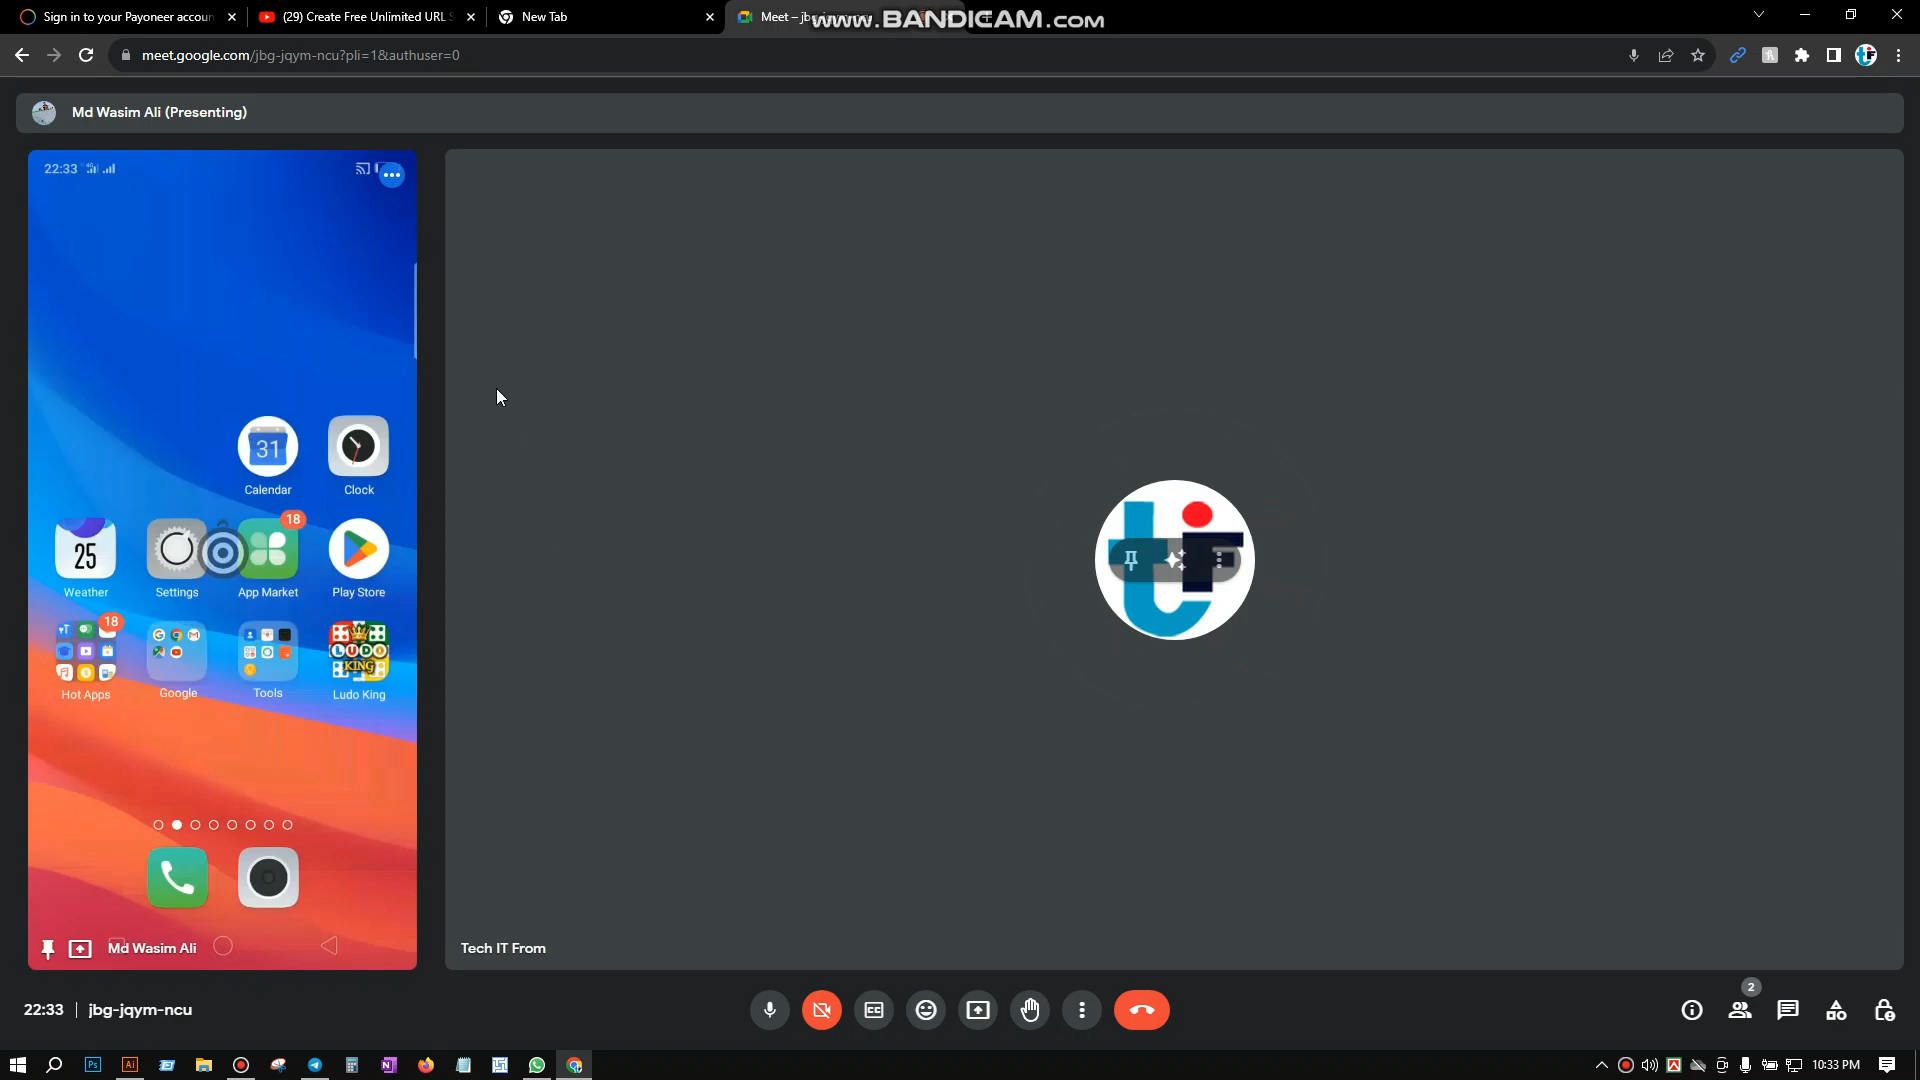 Sign in to your Payoneer accoun
(29) Create Free Unlimited URL S
New Tab
Meet – jb
www.BANDICAM.com
meet.google.com/jbg-jqym-ncu?pli=1&authuser=0
Md Wasim Ali (Presenting)
22:33
31
Calendar
Clock
25
18
Weather
Settings
App Market
Play Store
18
LUDO
KING
Hot Apps
Google
Tools
Ludo King
Md Wasim Ali
Tech IT From
22:33 | jbg-jqym-ncu
CC
2
Ps
Ai
N
10:33 PM